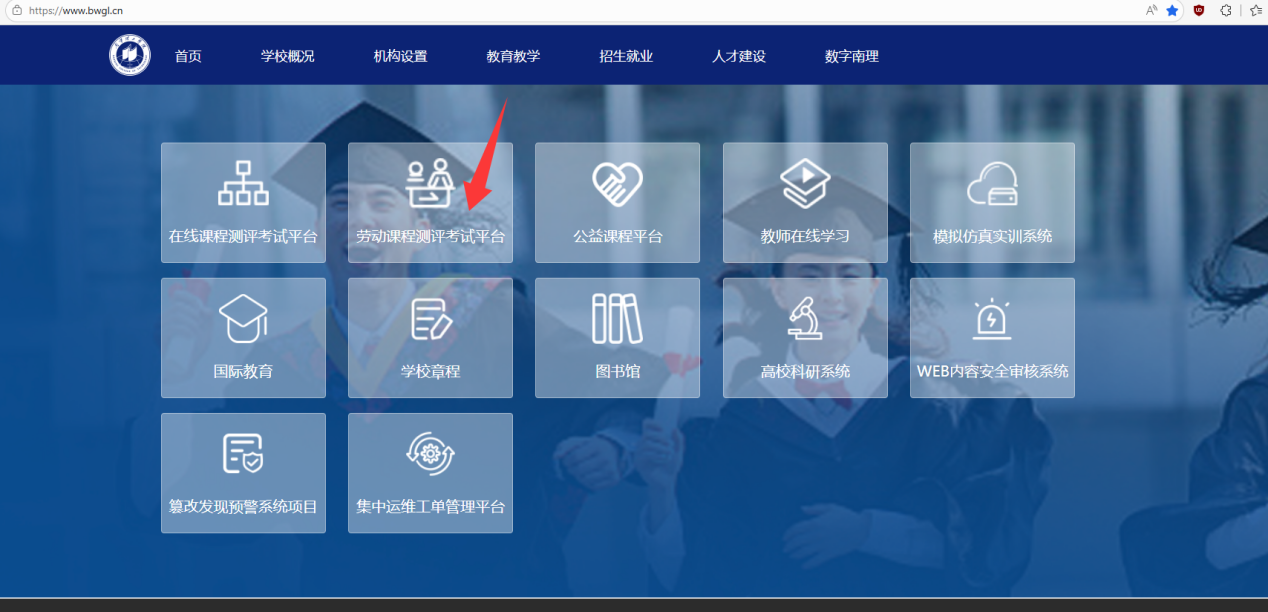 https://www.bwgl.cn
首页 学校概况 机构设置 教育教学 招生就业 人才建设 数字南理
在线课程测评考试平台 劳动课程测评考试平台 公益课程平台 教师在线学习 模拟仿真实训系统
国际教育 学校章程 图书馆 高校科研系统 WEB内容安全审核系统
篡改发现预警系统项目 集中运维工单管理平台